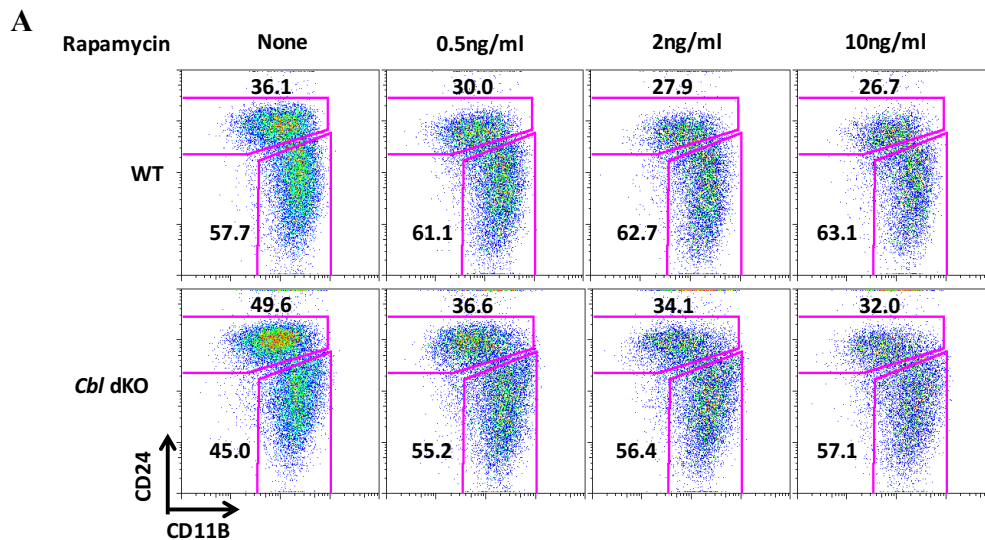 A
Rapamycin None 0.5ng/ml 2ng/ml 10ng/ml
36.1 30.0 27.9 26.7
WT
57.7 61.1 62.7 63.1
49.6 36.6 34.1 32.0
Cbl dKO
45.0 55.2 56.4 57.1
CD24
CD11B